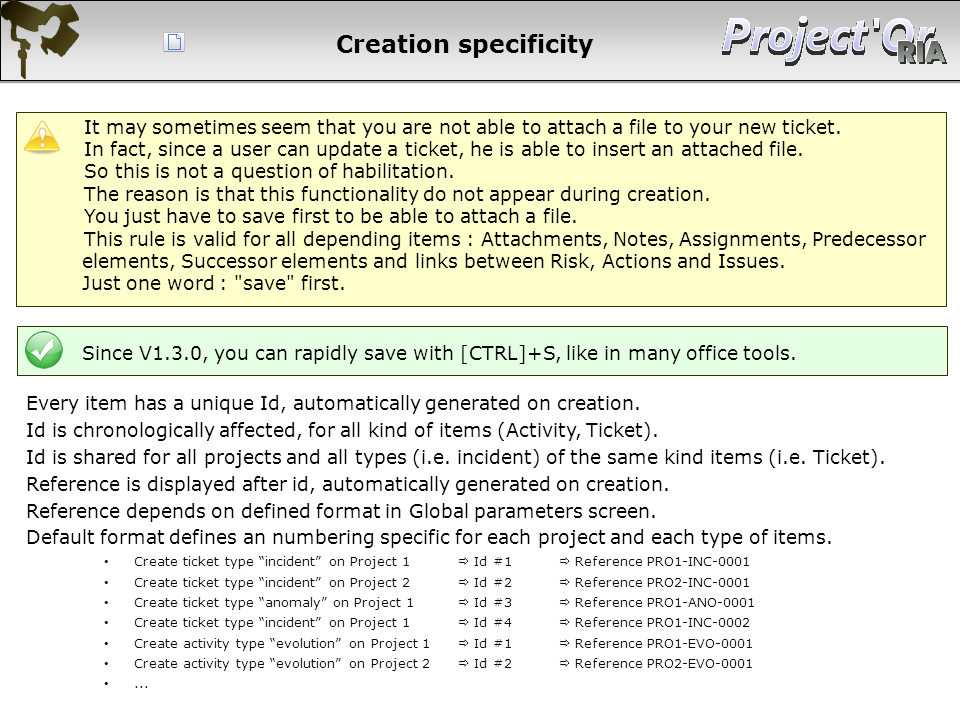 Creation specificity
Project'Or
RIA
It may sometimes seem that you are not able to attach a file to your new ticket.
In fact, since a user can update a ticket, he is able to insert an attached file.
So this is not a question of habilitation.
The reason is that this functionality do not appear during creation.
You just have to save first to be able to attach a file.
This rule is valid for all depending items : Attachments, Notes, Assignments, Predecessor
elements, Successor elements and links between Risk, Actions and Issues.
Just one word : "save" first.
Since V1.3.0, you can rapidly save with [CTRL]+S, like in many office tools.
Every item has a unique Id, automatically generated on creation.
Id is chronologically affected, for all kind of items (Activity, Ticket).
Id is shared for all projects and all types (i.e. incident) of the same kind items (i.e. Ticket).
Reference is displayed after id, automatically generated on creation.
Reference depends on defined format in Global parameters screen.
Default format defines an numbering specific for each project and each type of items.
• Create ticket type “incident” on Project 1 ⇨ Id #1 ⇨ Reference PRO1-INC-0001
• Create ticket type “incident” on Project 2 ⇨ Id #2 ⇨ Reference PRO2-INC-0001
• Create ticket type “anomaly” on Project 1 ⇨ Id #3 ⇨ Reference PRO1-ANO-0001
• Create ticket type “incident” on Project 1 ⇨ Id #4 ⇨ Reference PRO1-INC-0002
• Create activity type “evolution” on Project 1 ⇨ Id #1 ⇨ Reference PRO1-EVO-0001
• Create activity type “evolution” on Project 2 ⇨ Id #2 ⇨ Reference PRO2-EVO-0001
• ...